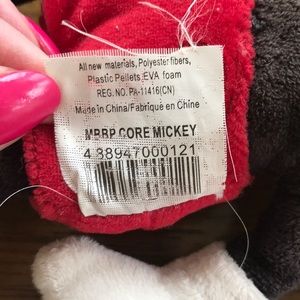 All new materials, Polyester fibers,
Plastic Pellets, EVA foam
REG. NO. PA-11416(CN)
Made in China/Fabriqué en Chine
MBBP CORE MICKEY
4 38947000121